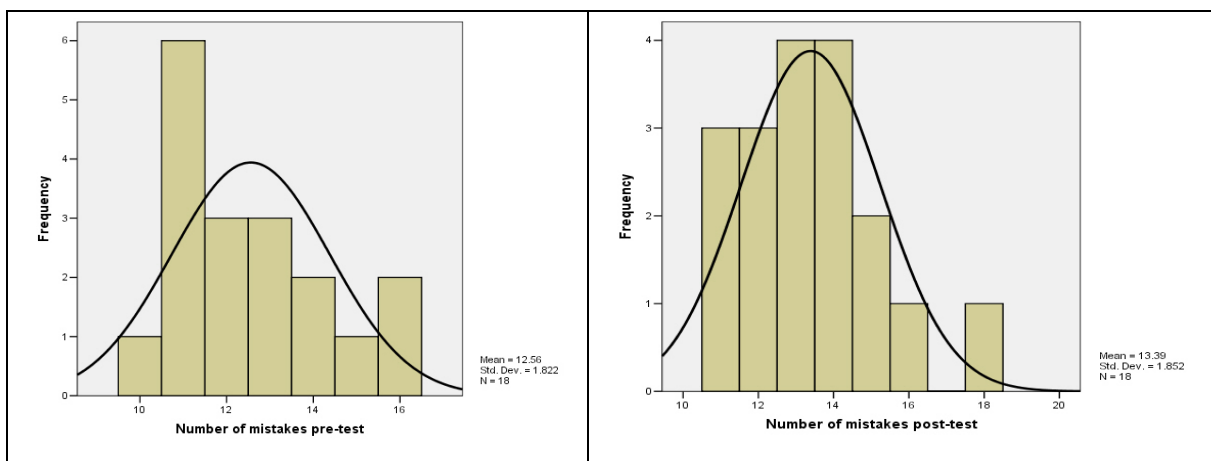 6
5
4
3
2
1
0
Frequency
10
12
14
16
Number of mistakes pre-test
Mean = 12.56
Std. Dev. = 1.822
N = 18
4
3
2
1
0
Frequency
10
12
14
16
18
20
Number of mistakes post-test
Mean = 13.39
Std. Dev. = 1.852
N = 18